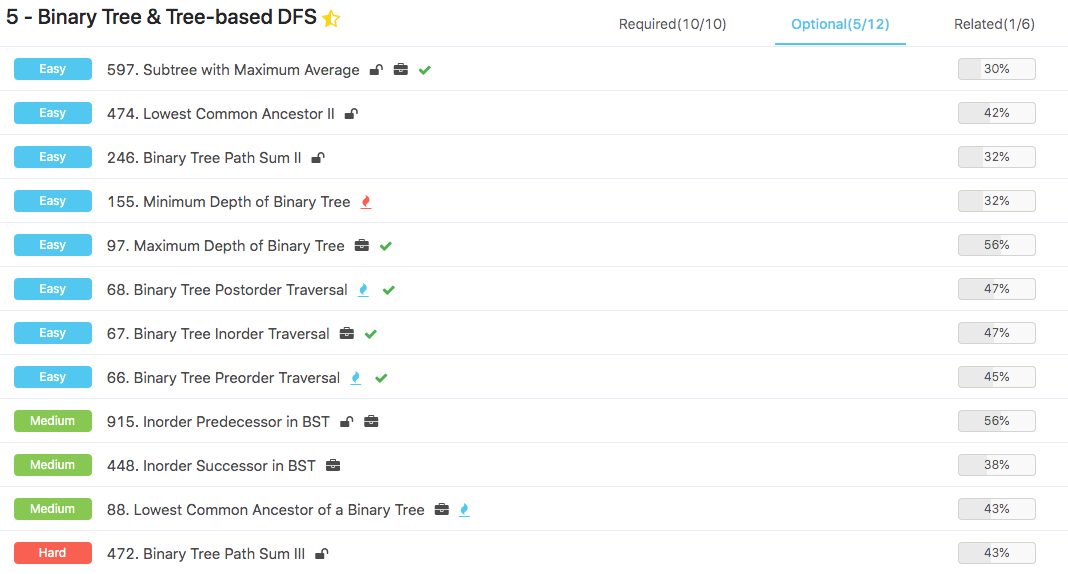 5 - Binary Tree & Tree-based DFS
Required(10/10) Optional(5/12) Related(1/6)
Easy 597. Subtree with Maximum Average 30%
Easy 474. Lowest Common Ancestor II 42%
Easy 246. Binary Tree Path Sum II 32%
Easy 155. Minimum Depth of Binary Tree 32%
Easy 97. Maximum Depth of Binary Tree 56%
Easy 68. Binary Tree Postorder Traversal 47%
Easy 67. Binary Tree Inorder Traversal 47%
Easy 66. Binary Tree Preorder Traversal 45%
Medium 915. Inorder Predecessor in BST 56%
Medium 448. Inorder Successor in BST 38%
Medium 88. Lowest Common Ancestor of a Binary Tree 43%
Hard 472. Binary Tree Path Sum III 43%